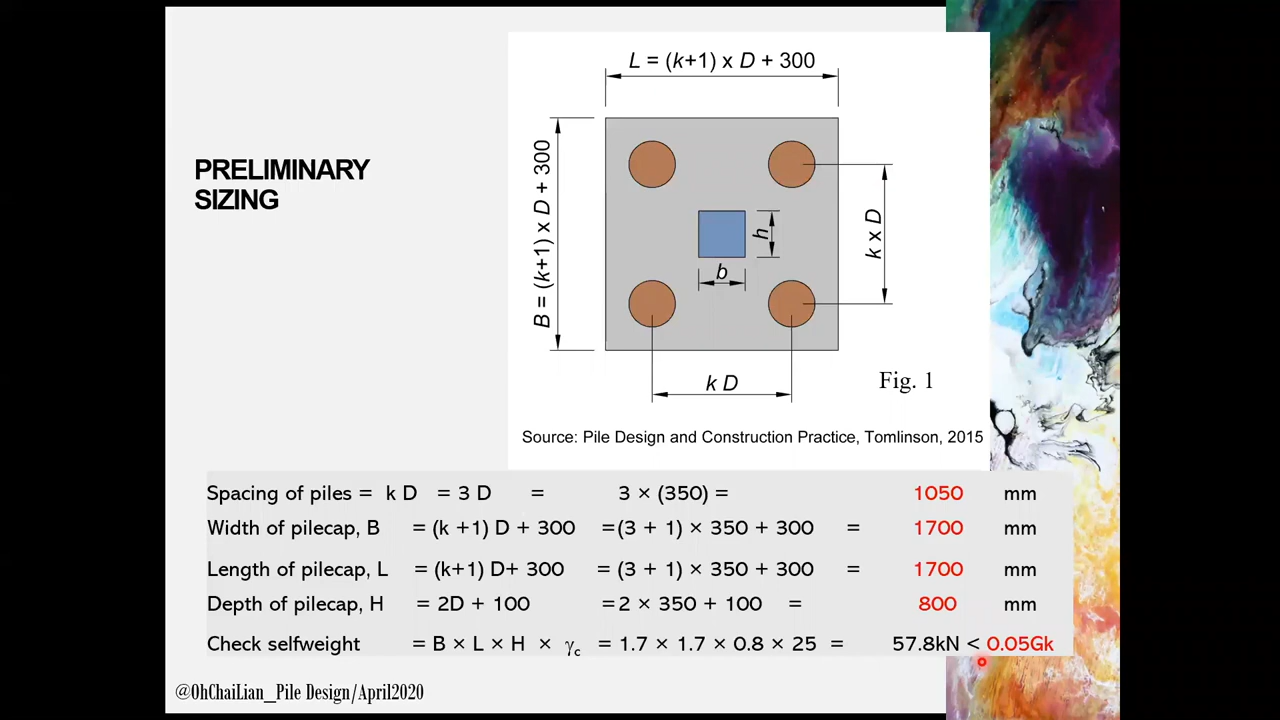 L = (k+1) x D + 300
PRELIMINARY
SIZING
B = (k+1) x D + 300
h
b
k x D
k D
Fig. 1
Source: Pile Design and Construction Practice, Tomlinson, 2015
Spacing of piles = k D = 3 D = 3 × (350) = 1050 mm
Width of pilecap, B = (k +1) D + 300 =(3 + 1) × 350 + 300 = 1700 mm
Length of pilecap, L = (k+1) D+ 300 = (3 + 1) × 350 + 300 = 1700 mm
Depth of pilecap, H = 2D + 100 =2 × 350 + 100 = 800 mm
Check selfweight = B × L × H × γc = 1.7 × 1.7 × 0.8 × 25 = 57.8kN < 0.05Gk
@OhChaiLian_Pile Design/April2020